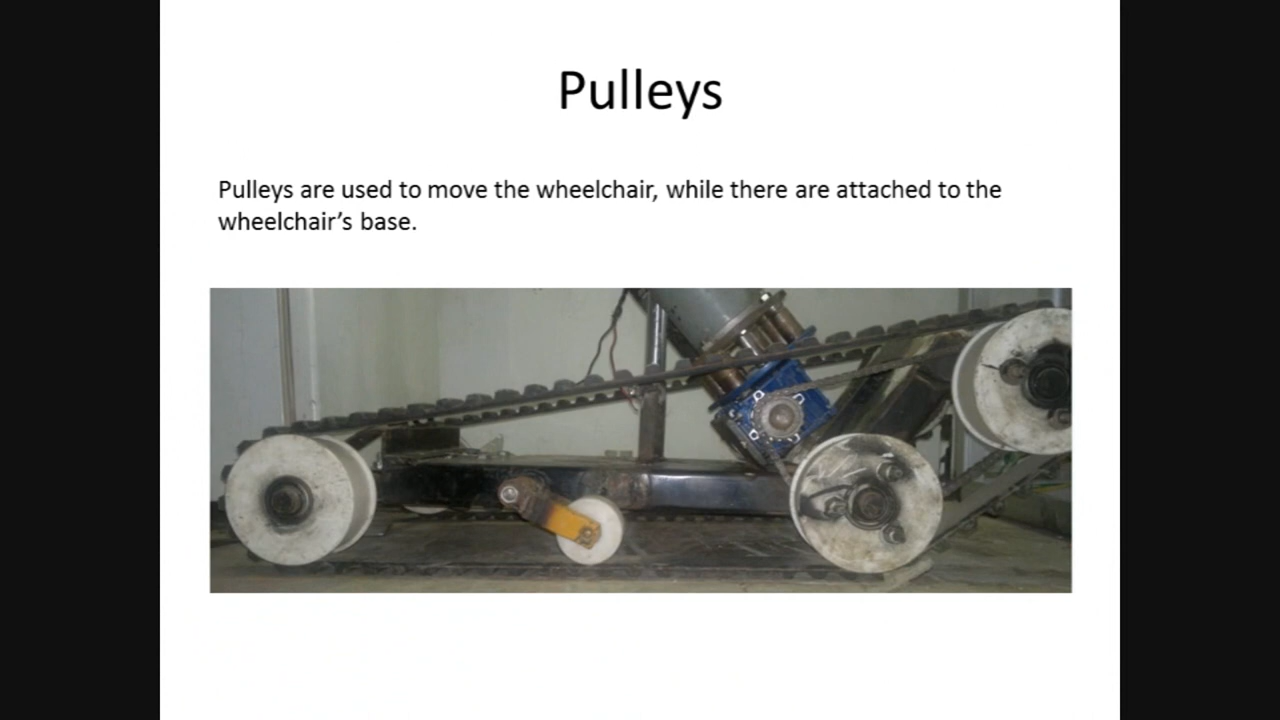 Pulleys
Pulleys are used to move the wheelchair, while there are attached to the
wheelchair’s base.